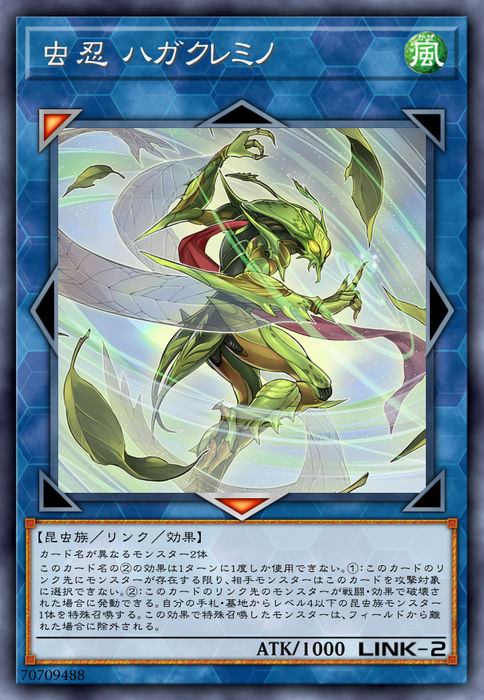 虫忍 ハガクレミノ
かぜ
風
【昆虫族／リンク／効果】
カード名が異なるモンスター2体
このカード名の②の効果は1ターンに1度しか使用できない。①：このカードのリ
ンク先にモンスターが存在する限り、相手モンスターはこのカードを攻撃対象
に選択できない。②：このカードのリンク先のモンスターが戦闘・効果で破壊さ
れた場合に発動できる。自分の手札・墓地からレベル4以下の昆虫族モンスター
1体を特殊召喚する。この効果で特殊召喚したモンスターは、フィールドから離
れた場合に除外される。
ATK/1000 LINK-2
70709488